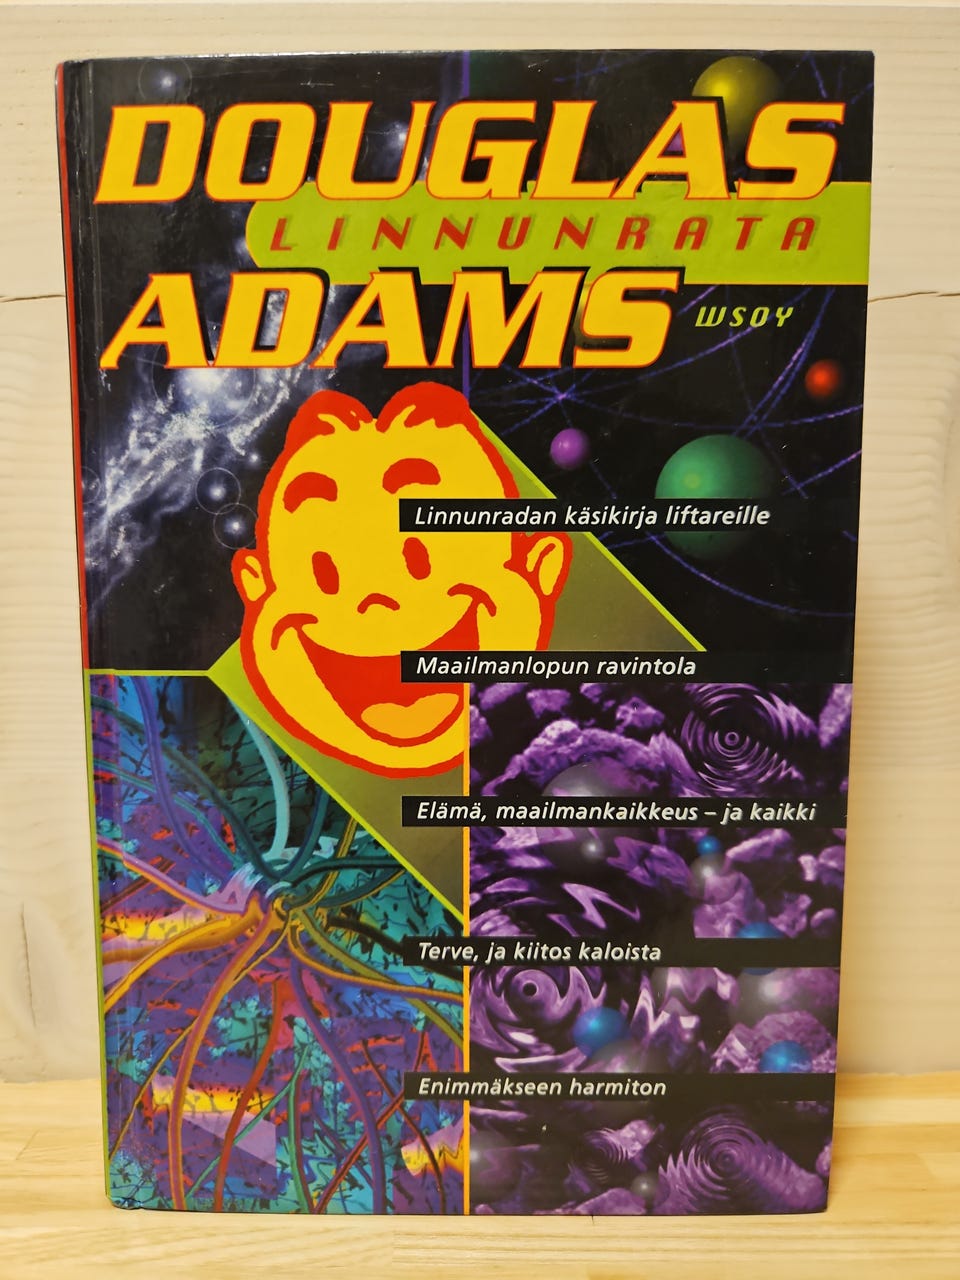 DOUGLAS
LINNUNRATA
ADAMS
WSOY
Linnunradan käsikirja liftareille
Maailmanlopun ravintola
Elämä, maailmankaikkeus – ja kaikki
Terve, ja kiitos kaloista
Enimmäkseen harmiton